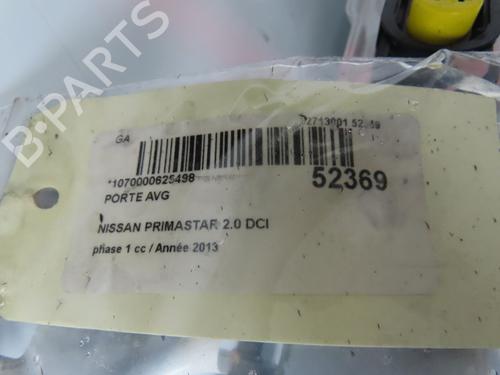 B-PARTS
GA
*1070000625498
52369
PORTE AVG
NISSAN PRIMASTAR 2.0 DCI
phase 1 cc / Année 2013